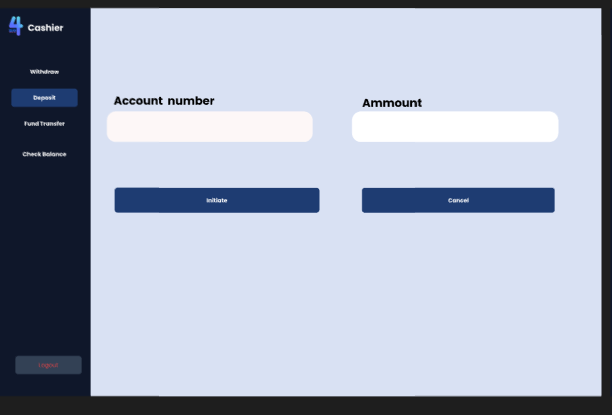 4 Cashier
Withdraw
Deposit
Fund Transfer
Check Balance
Logout
Account number
Ammount
Initiate
Cancel